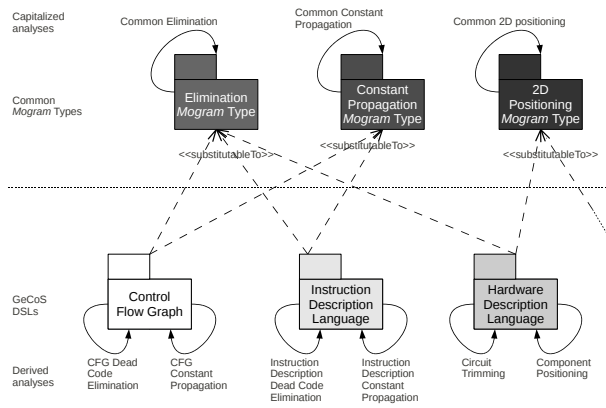 Capitalized
analyses
Common Elimination
Common Constant
Propagation
Common 2D positioning
Common
Mogram Types
Elimination
Mogram Type
Constant
Propagation
Mogram Type
2D
Positioning
Mogram Type
<<substitutableTo>>
<<substitutableTo>>
<<substitutableTo>>
GeCoS
DSLs
Control
Flow Graph
Instruction
Description
Language
Hardware
Description
Language
Derived
analyses
CFG Dead
Code
Elimination
CFG
Constant
Propagation
Instruction
Description
Dead Code
Elimination
Instruction
Description
Constant
Propagation
Circuit
Trimming
Component
Positioning